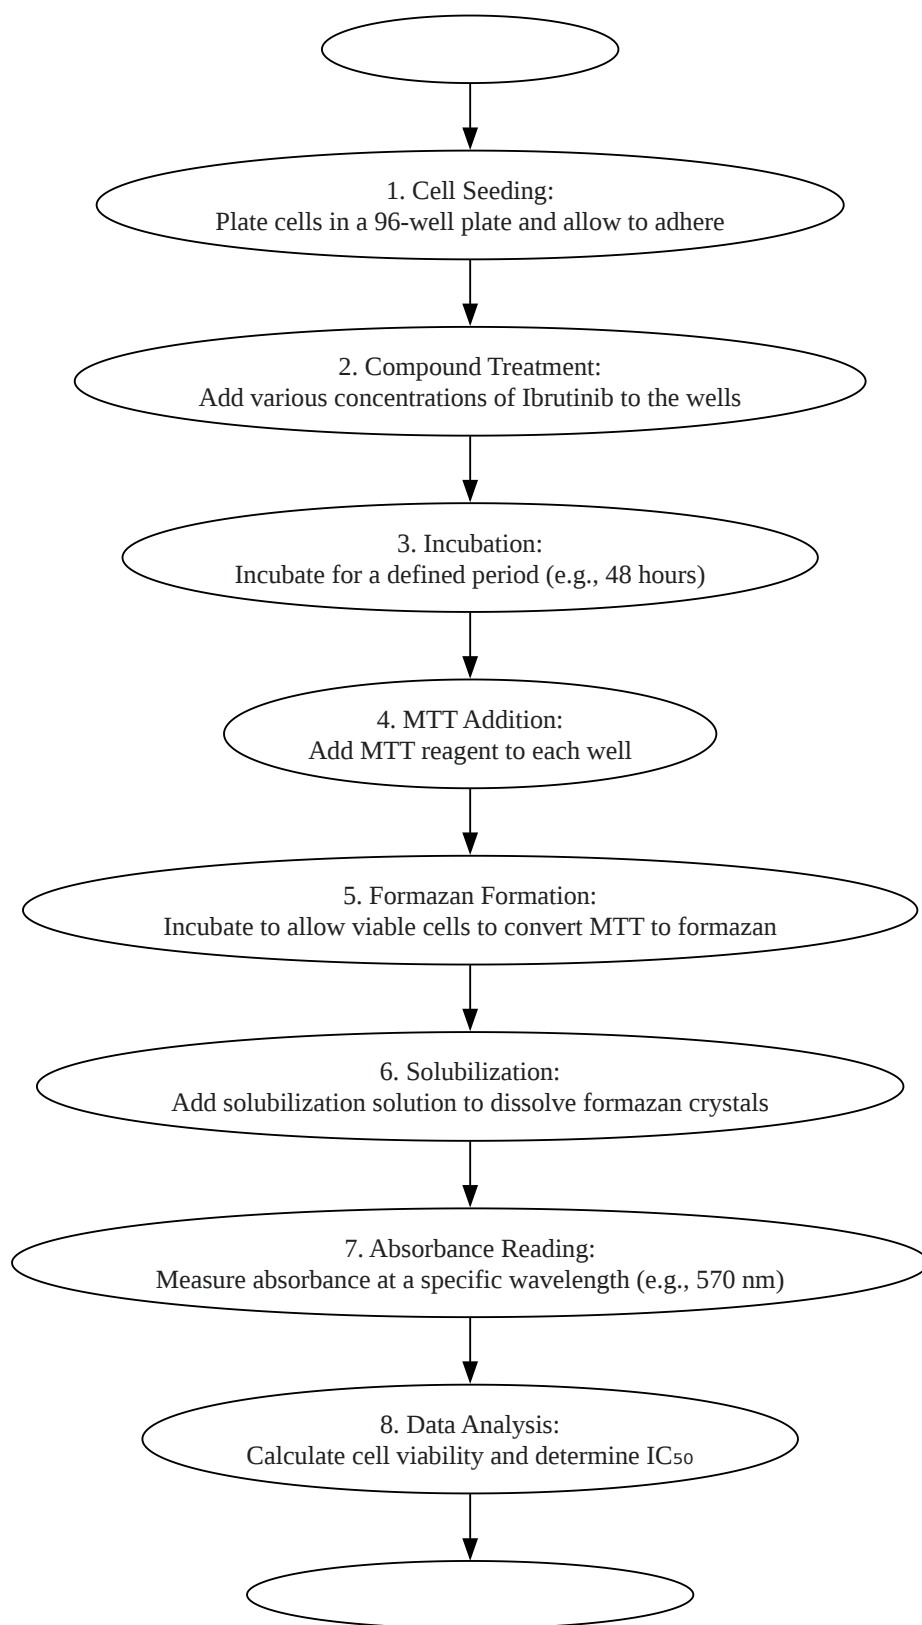 1. Cell Seeding:
Plate cells in a 96-well plate and allow to adhere
2. Compound Treatment:
Add various concentrations of Ibrutinib to the wells
3. Incubation:
Incubate for a defined period (e.g., 48 hours)
4. MTT Addition:
Add MTT reagent to each well
5. Formazan Formation:
Incubate to allow viable cells to convert MTT to formazan
6. Solubilization:
Add solubilization solution to dissolve formazan crystals
7. Absorbance Reading:
Measure absorbance at a specific wavelength (e.g., 570 nm)
8. Data Analysis:
Calculate cell viability and determine IC₅₀